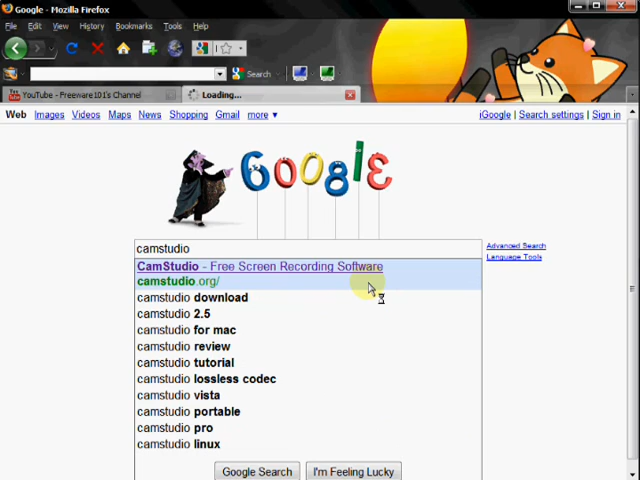 Google - Mozilla Firefox
File Edit View History Bookmarks Tools Help
Search
YouTube - Freeware101's Channel
Loading...
Web Images Videos Maps News Shopping Gmail more ▼
iGoogle | Search settings | Sign in
6008lE
camstudio
Advanced Search
Language Tools
CamStudio - Free Screen Recording Software
camstudio.org/
camstudio download
camstudio 2.5
camstudio for mac
camstudio review
camstudio tutorial
camstudio lossless codec
camstudio vista
camstudio portable
camstudio pro
camstudio linux
Google Search
I'm Feeling Lucky